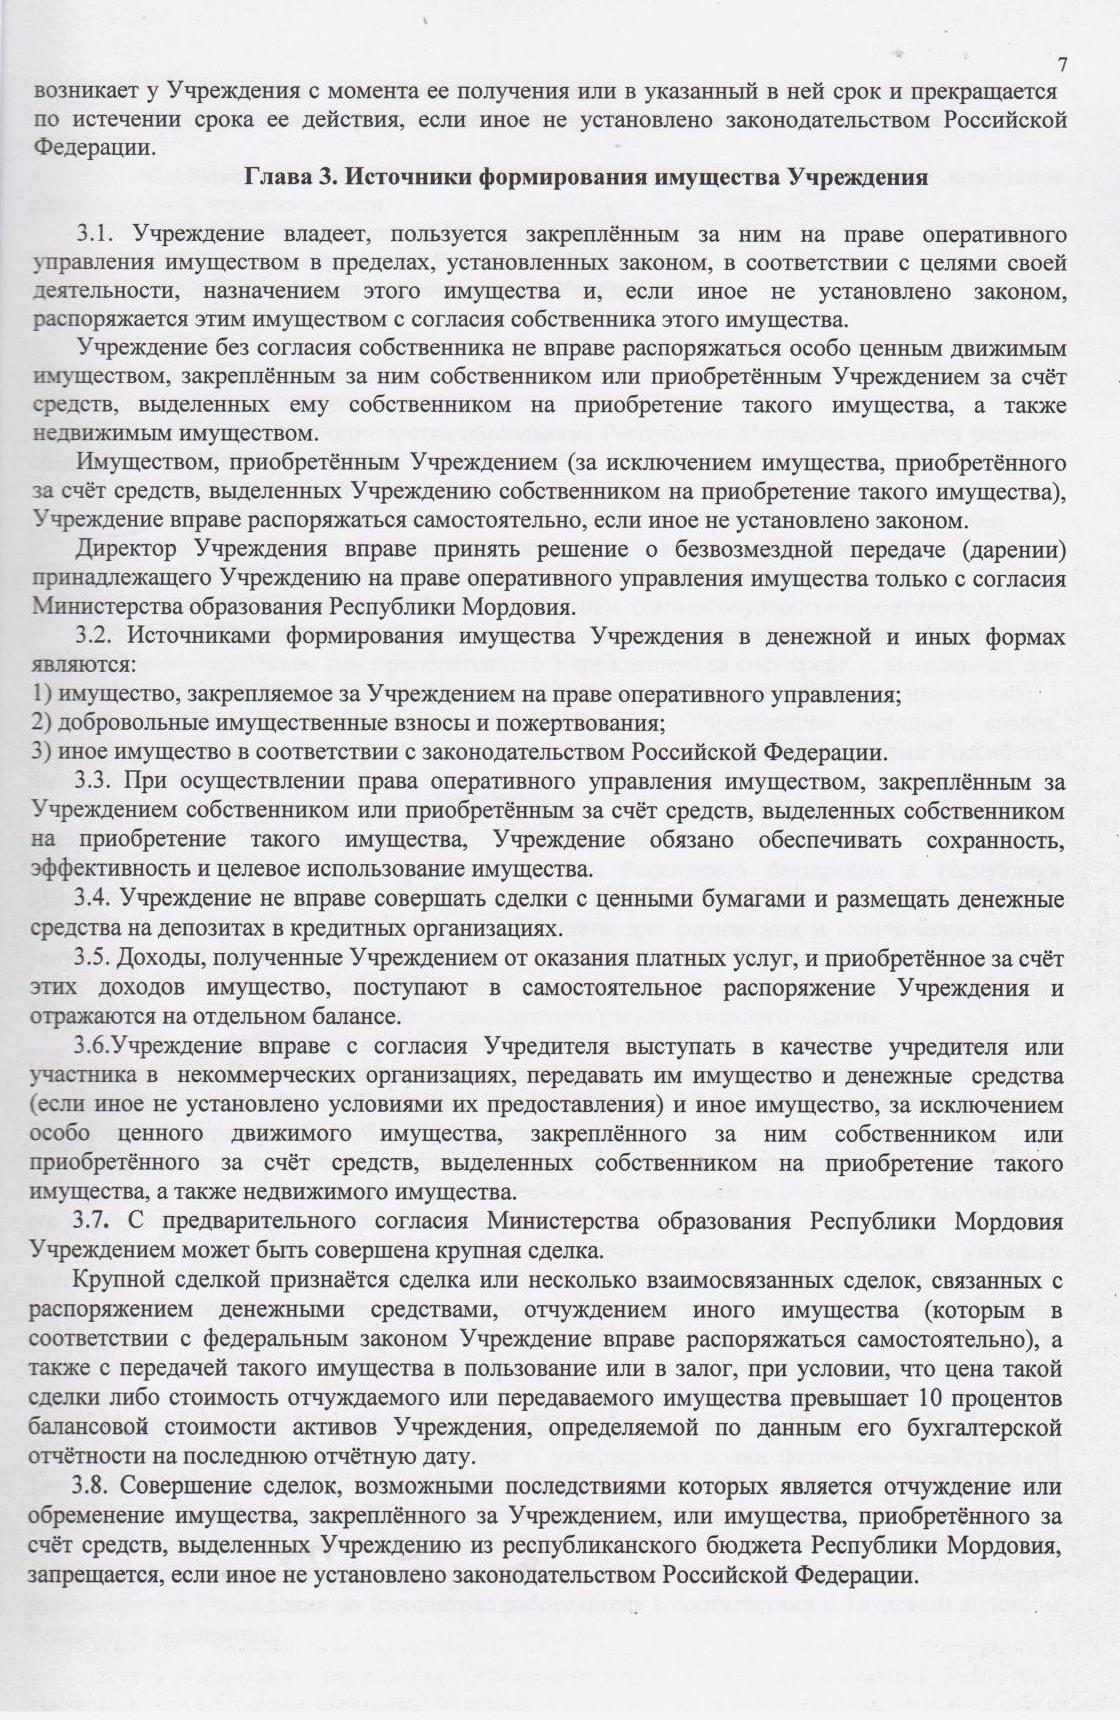 7
возникает у Учреждения с момента ее получения или в указанный в ней срок и прекращается
по истечении срока ее действия, если иное не установлено законодательством Российской
Федерации.
Глава 3. Источники формирования имущества Учреждения
3.1. Учреждение владеет, пользуется закреплённым за ним на праве оперативного
управления имуществом в пределах, установленных законом, в соответствии с целями своей
деятельности, назначением этого имущества и, если иное не установлено законом,
распоряжается этим имуществом с согласия собственника этого имущества.
Учреждение без согласия собственника не вправе распоряжаться особо ценным движимым
имуществом, закреплённым за ним собственником или приобретённым Учреждением за счёт
средств, выделенных ему собственником на приобретение такого имущества, а также
недвижимым имуществом.
Имуществом, приобретённым Учреждением (за исключением имущества, приобретённого
за счёт средств, выделенных Учреждению собственником на приобретение такого имущества),
Учреждение вправе распоряжаться самостоятельно, если иное не установлено законом.
Директор Учреждения вправе принять решение о безвозмездной передаче (дарении)
принадлежащего Учреждению на праве оперативного управления имущества только с согласия
Министерства образования Республики Мордовия.
3.2. Источниками формирования имущества Учреждения в денежной и иных формах
являются:
1) имущество, закрепляемое за Учреждением на праве оперативного управления;
2) добровольные имущественные взносы и пожертвования;
3) иное имущество в соответствии с законодательством Российской Федерации.
3.3. При осуществлении права оперативного управления имуществом, закреплённым за
Учреждением собственником или приобретённым за счёт средств, выделенных собственником
на приобретение такого имущества, Учреждение обязано обеспечивать сохранность,
эффективность и целевое использование имущества.
3.4. Учреждение не вправе совершать сделки с ценными бумагами и размещать денежные
средства на депозитах в кредитных организациях.
3.5. Доходы, полученные Учреждением от оказания платных услуг, и приобретённое за счёт
этих доходов имущество, поступают в самостоятельное распоряжение Учреждения и
отражаются на отдельном балансе.
3.6.Учреждение вправе с согласия Учредителя выступать в качестве учредителя или
участника в некоммерческих организациях, передавать им имущество и денежные средства
(если иное не установлено условиями их предоставления) и иное имущество, за исключением
особо ценного движимого имущества, закреплённого за ним собственником или
приобретённого за счёт средств, выделенных собственником на приобретение такого
имущества, а также недвижимого имущества.
3.7. С предварительного согласия Министерства образования Республики Мордовия
Учреждением может быть совершена крупная сделка.
Крупной сделкой признаётся сделка или несколько взаимосвязанных сделок, связанных с
распоряжением денежными средствами, отчуждением иного имущества (которым в
соответствии с федеральным законом Учреждение вправе распоряжаться самостоятельно), а
также с передачей такого имущества в пользование или в залог, при условии, что цена такой
сделки либо стоимость отчуждаемого или передаваемого имущества превышает 10 процентов
балансовой стоимости активов Учреждения, определяемой по данным его бухгалтерской
отчётности на последнюю отчётную дату.
3.8. Совершение сделок, возможными последствиями которых является отчуждение или
обременение имущества, закреплённого за Учреждением, или имущества, приобретённого за
счёт средств, выделенных Учреждению из республиканского бюджета Республики Мордовия,
запрещается, если иное не установлено законодательством Российской Федерации.